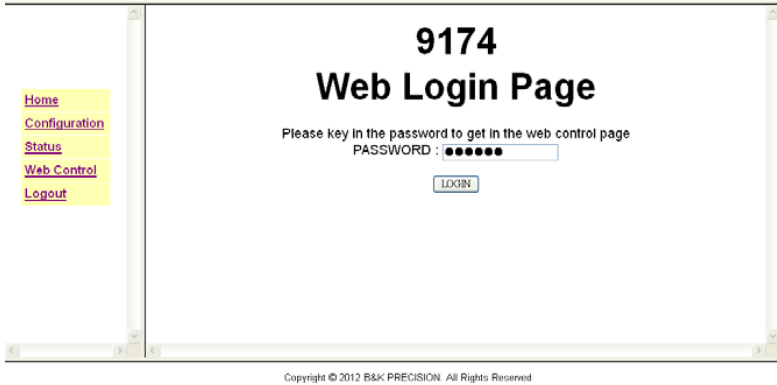 Home
Configuration
Status
Web Control
Logout
9174
Web Login Page
Please key in the password to get in the web control page
PASSWORD : ●●●●●●
LOGIN
Copyright © 2012 B&K PRECISION. All Rights Reserved